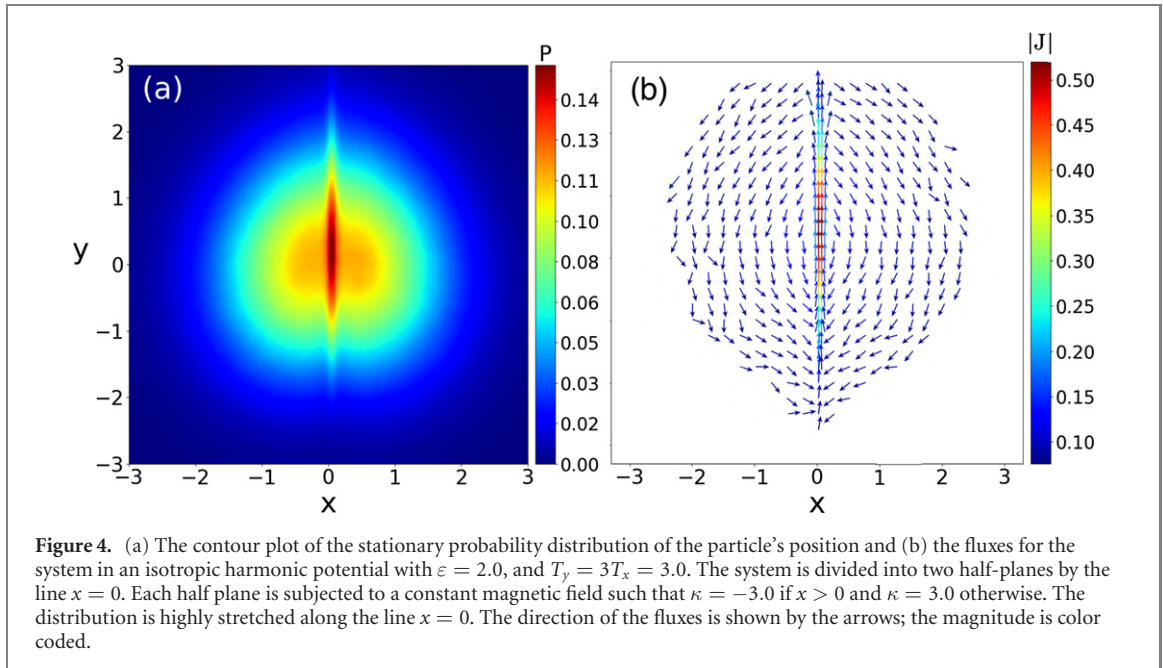 P
|J|
(a)
(b)
3
2
1
0
−1
−2
−3
y
0.14
0.13
0.11
0.10
0.08
0.06
0.05
0.03
0.02
0.00
0.50
0.45
0.40
0.35
0.30
0.25
0.20
0.15
0.10
−3 −2 −1 0 1 2 3
x
−3 −2 −1 0 1 2 3
x
Figure 4. (a) The contour plot of the stationary probability distribution of the particle's position and (b) the fluxes for the
system in an isotropic harmonic potential with ε = 2.0, and Ty = 3Tx = 3.0. The system is divided into two half-planes by the
line x = 0. Each half plane is subjected to a constant magnetic field such that κ = −3.0 if x > 0 and κ = 3.0 otherwise. The
distribution is highly stretched along the line x = 0. The direction of the fluxes is shown by the arrows; the magnitude is color
coded.